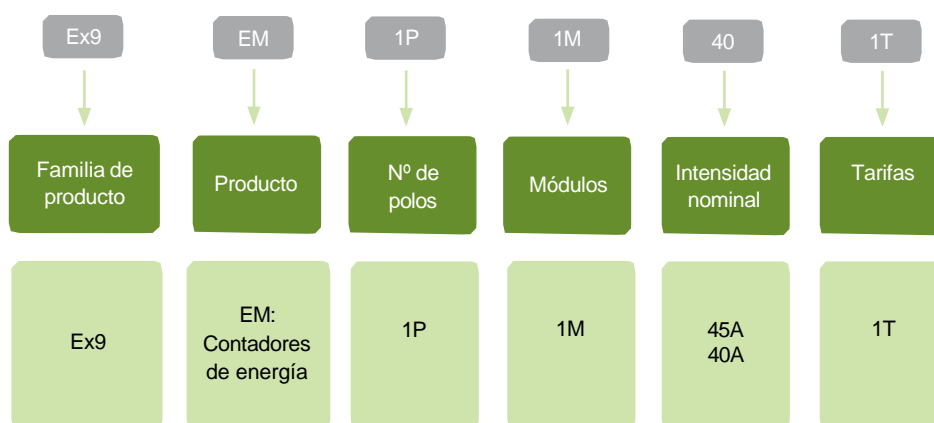 Ex9
EM
1P
1M
40
1T
Familia de
producto
Producto
Nº de
polos
Módulos
Intensidad
nominal
Tarifas
Ex9
EM:
Contadores
de energía
1P
1M
45A
40A
1T